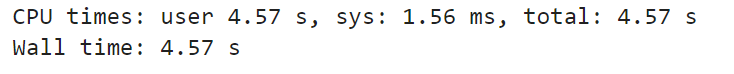 CPU times: user 4.57 s, sys: 1.56 ms, total: 4.57 s
Wall time: 4.57 s